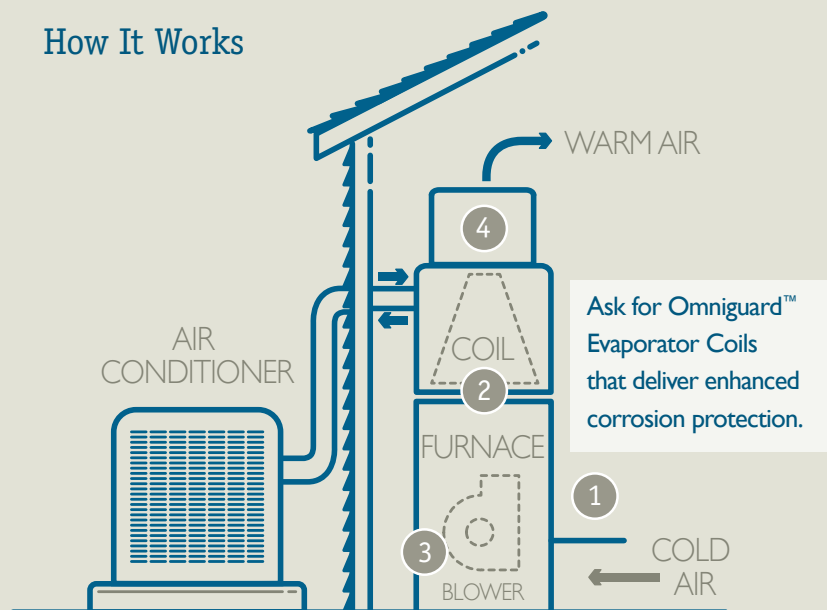 How It Works
WARM AIR
4
Ask for Omniguard™
Evaporator Coils
that deliver enhanced
corrosion protection.
AIR
CONDITIONER
COIL
2
FURNACE
1
3
BLOWER
COLD
AIR